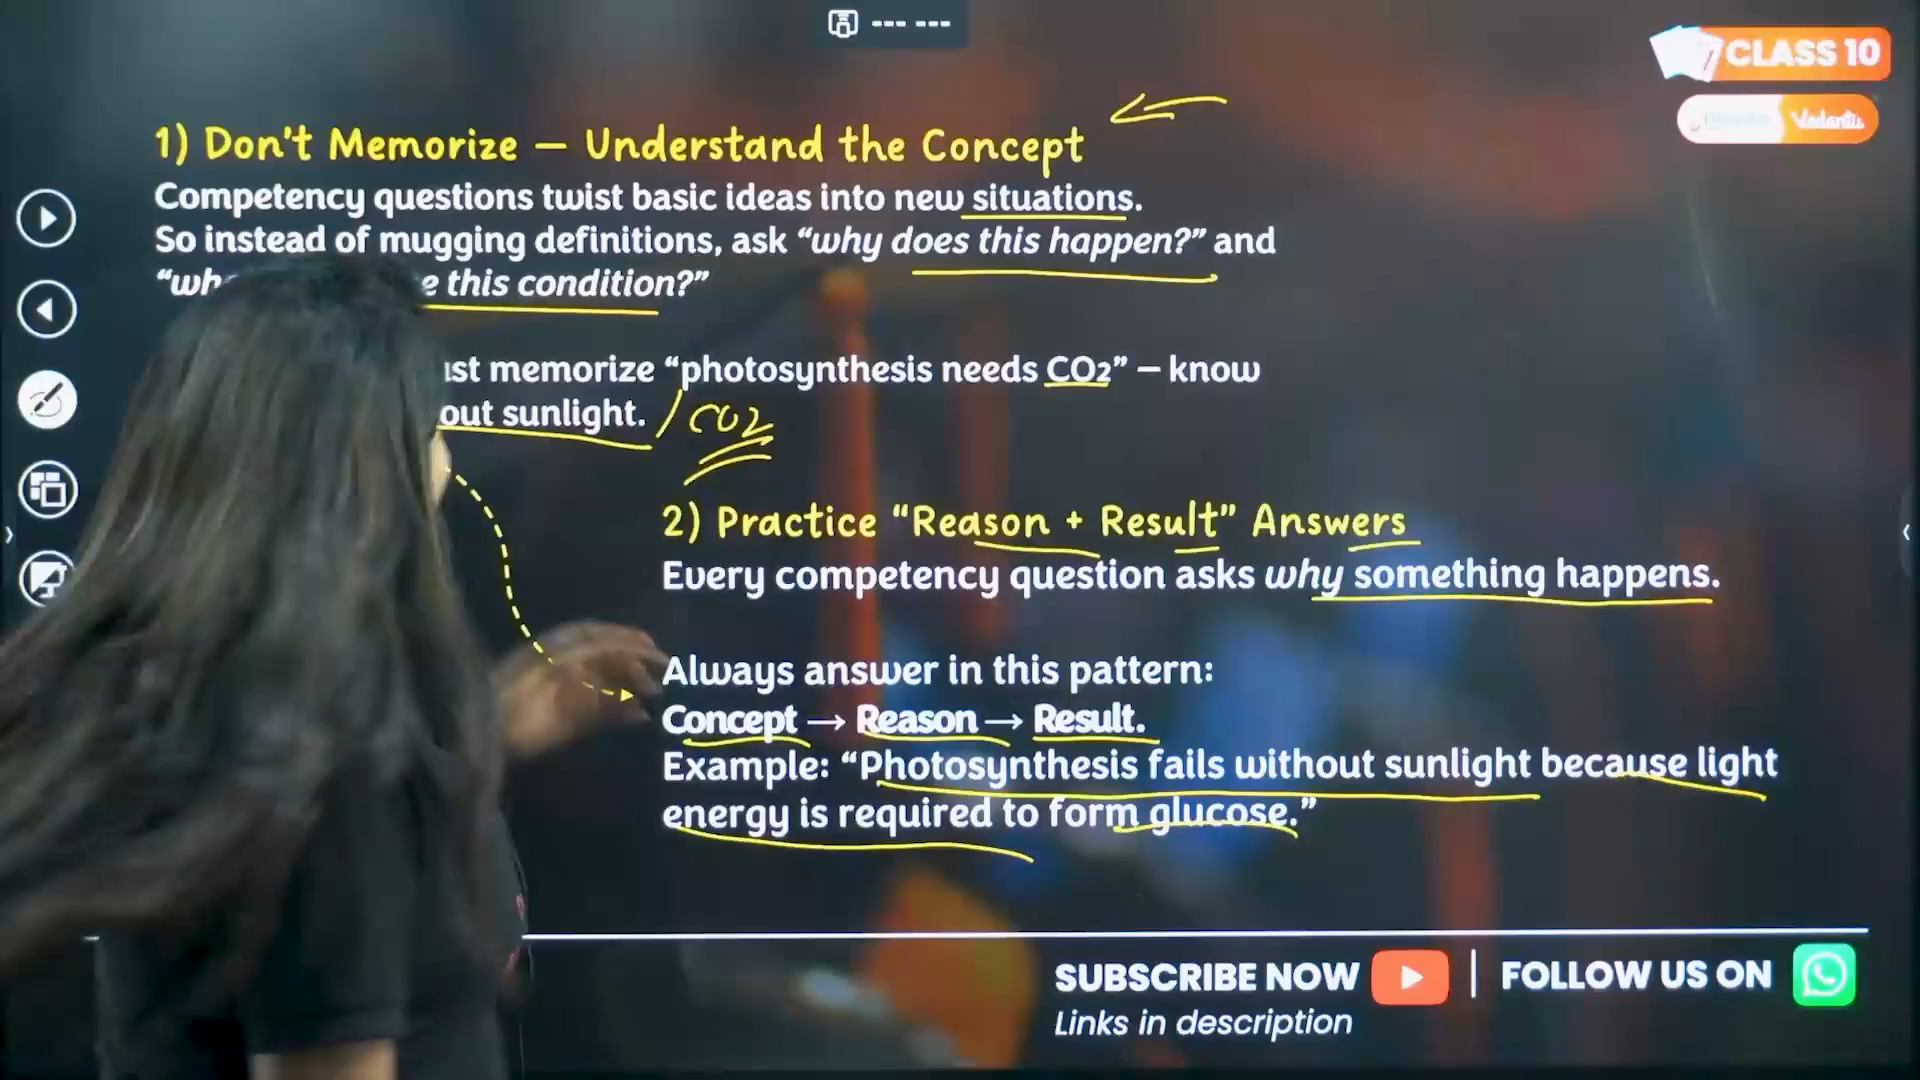 --- ---
CLASS 10
Vedantu
1) Don't Memorize – Understand the Concept
Competency questions twist basic ideas into new situations.
So instead of mugging definitions, ask "why does this happen?" and
this condition?"
memorize "photosynthesis needs CO2" – know
sunlight. / CO2
2) Practice "Reason + Result" Answers
Every competency question asks why something happens.
Always answer in this pattern:
Concept → Reason → Result.
Example: "Photosynthesis fails without sunlight because light
energy is required to form glucose."
SUBSCRIBE NOW | FOLLOW US ON
Links in description